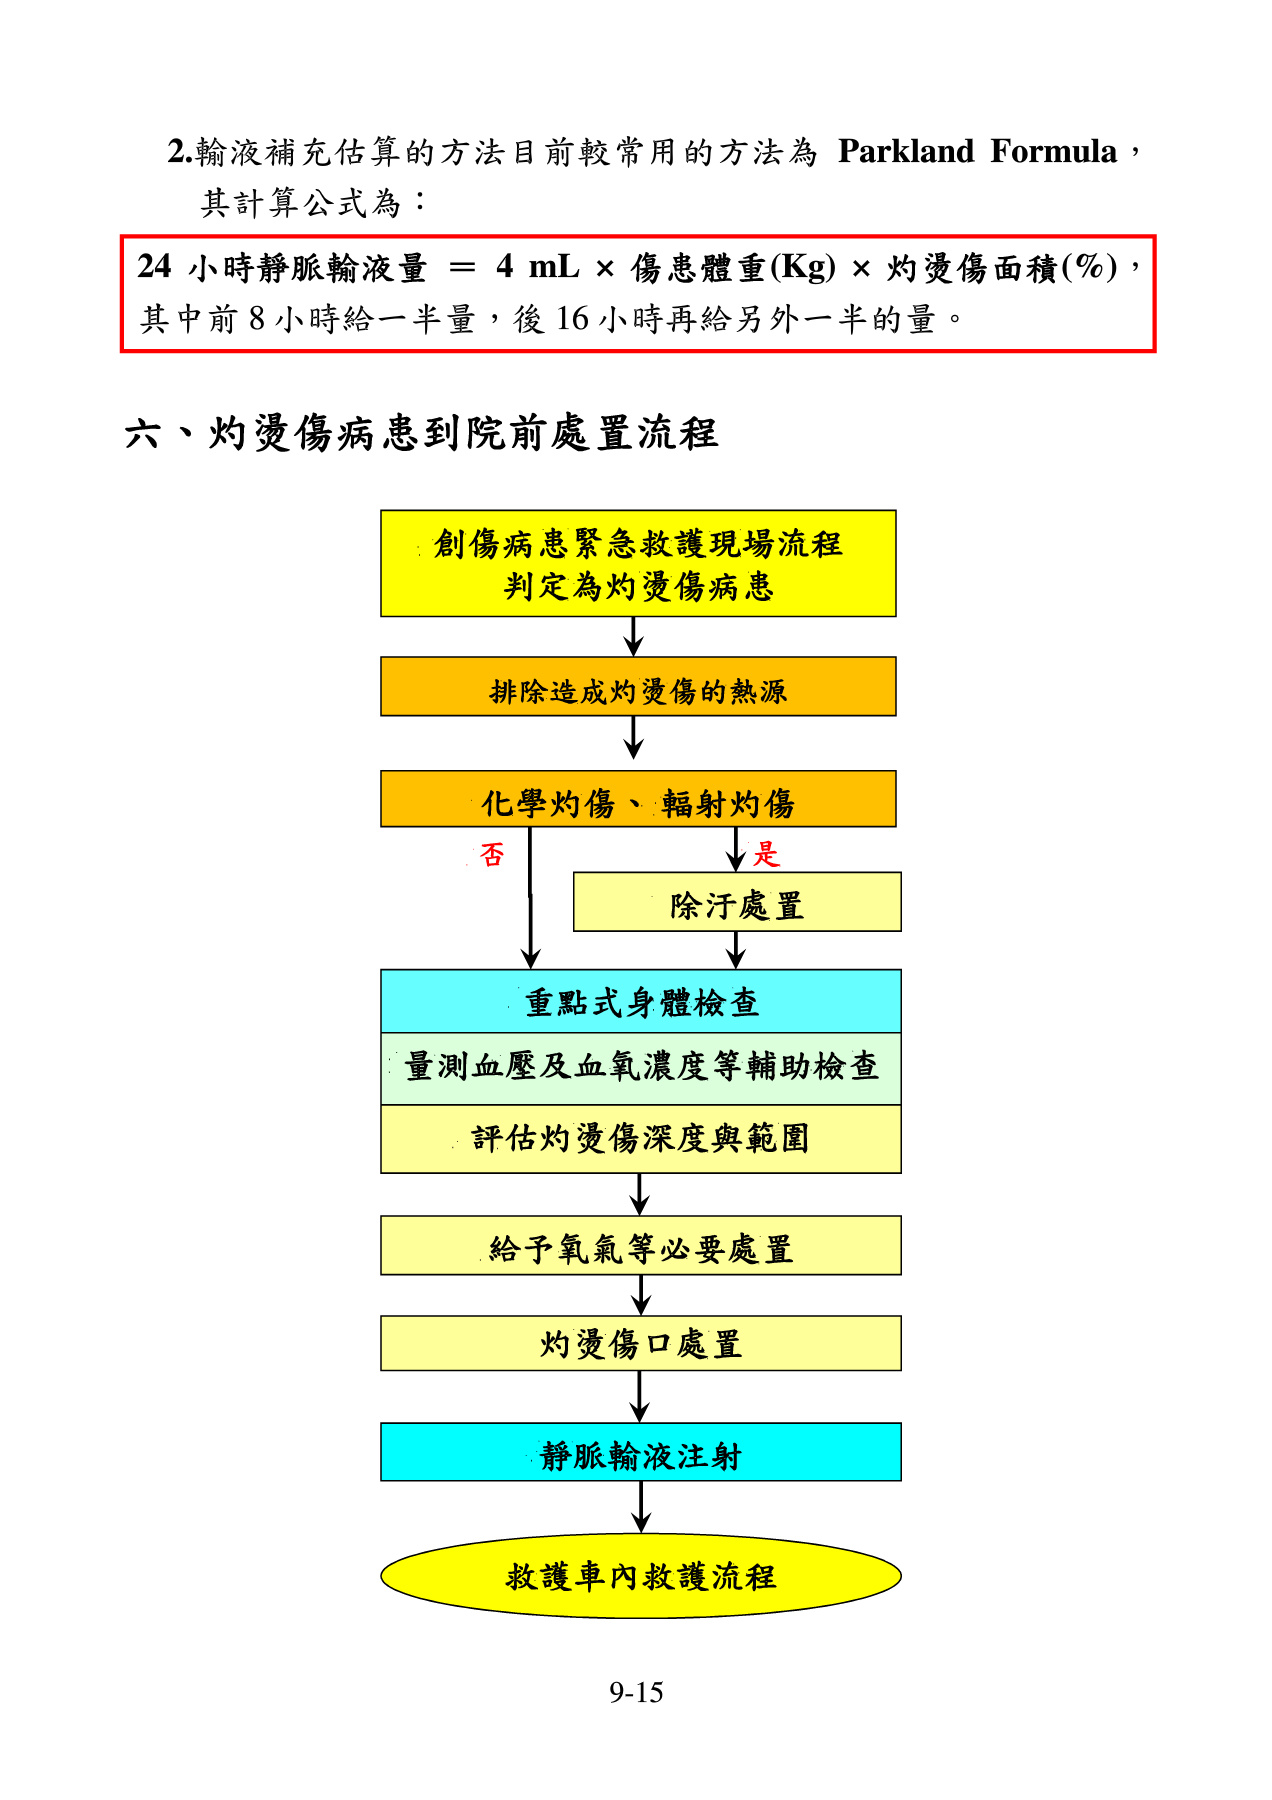 2.輸液補充估算的方法目前較常用的方法為 Parkland Formula，
其計算公式為：
24 小時靜脈輸液量 ＝ 4 mL × 傷患體重(Kg) × 灼燙傷面積(%)，
其中前 8 小時給一半量，後 16 小時再給另外一半的量。
六、灼燙傷病患到院前處置流程
創傷病患緊急救護現場流程
判定為灼燙傷病患
排除造成灼燙傷的熱源
化學灼傷、輻射灼傷
否
是
除汙處置
重點式身體檢查
量測血壓及血氧濃度等輔助檢查
評估灼燙傷深度與範圍
給予氧氣等必要處置
灼燙傷口處置
靜脈輸液注射
救護車內救護流程
9-15